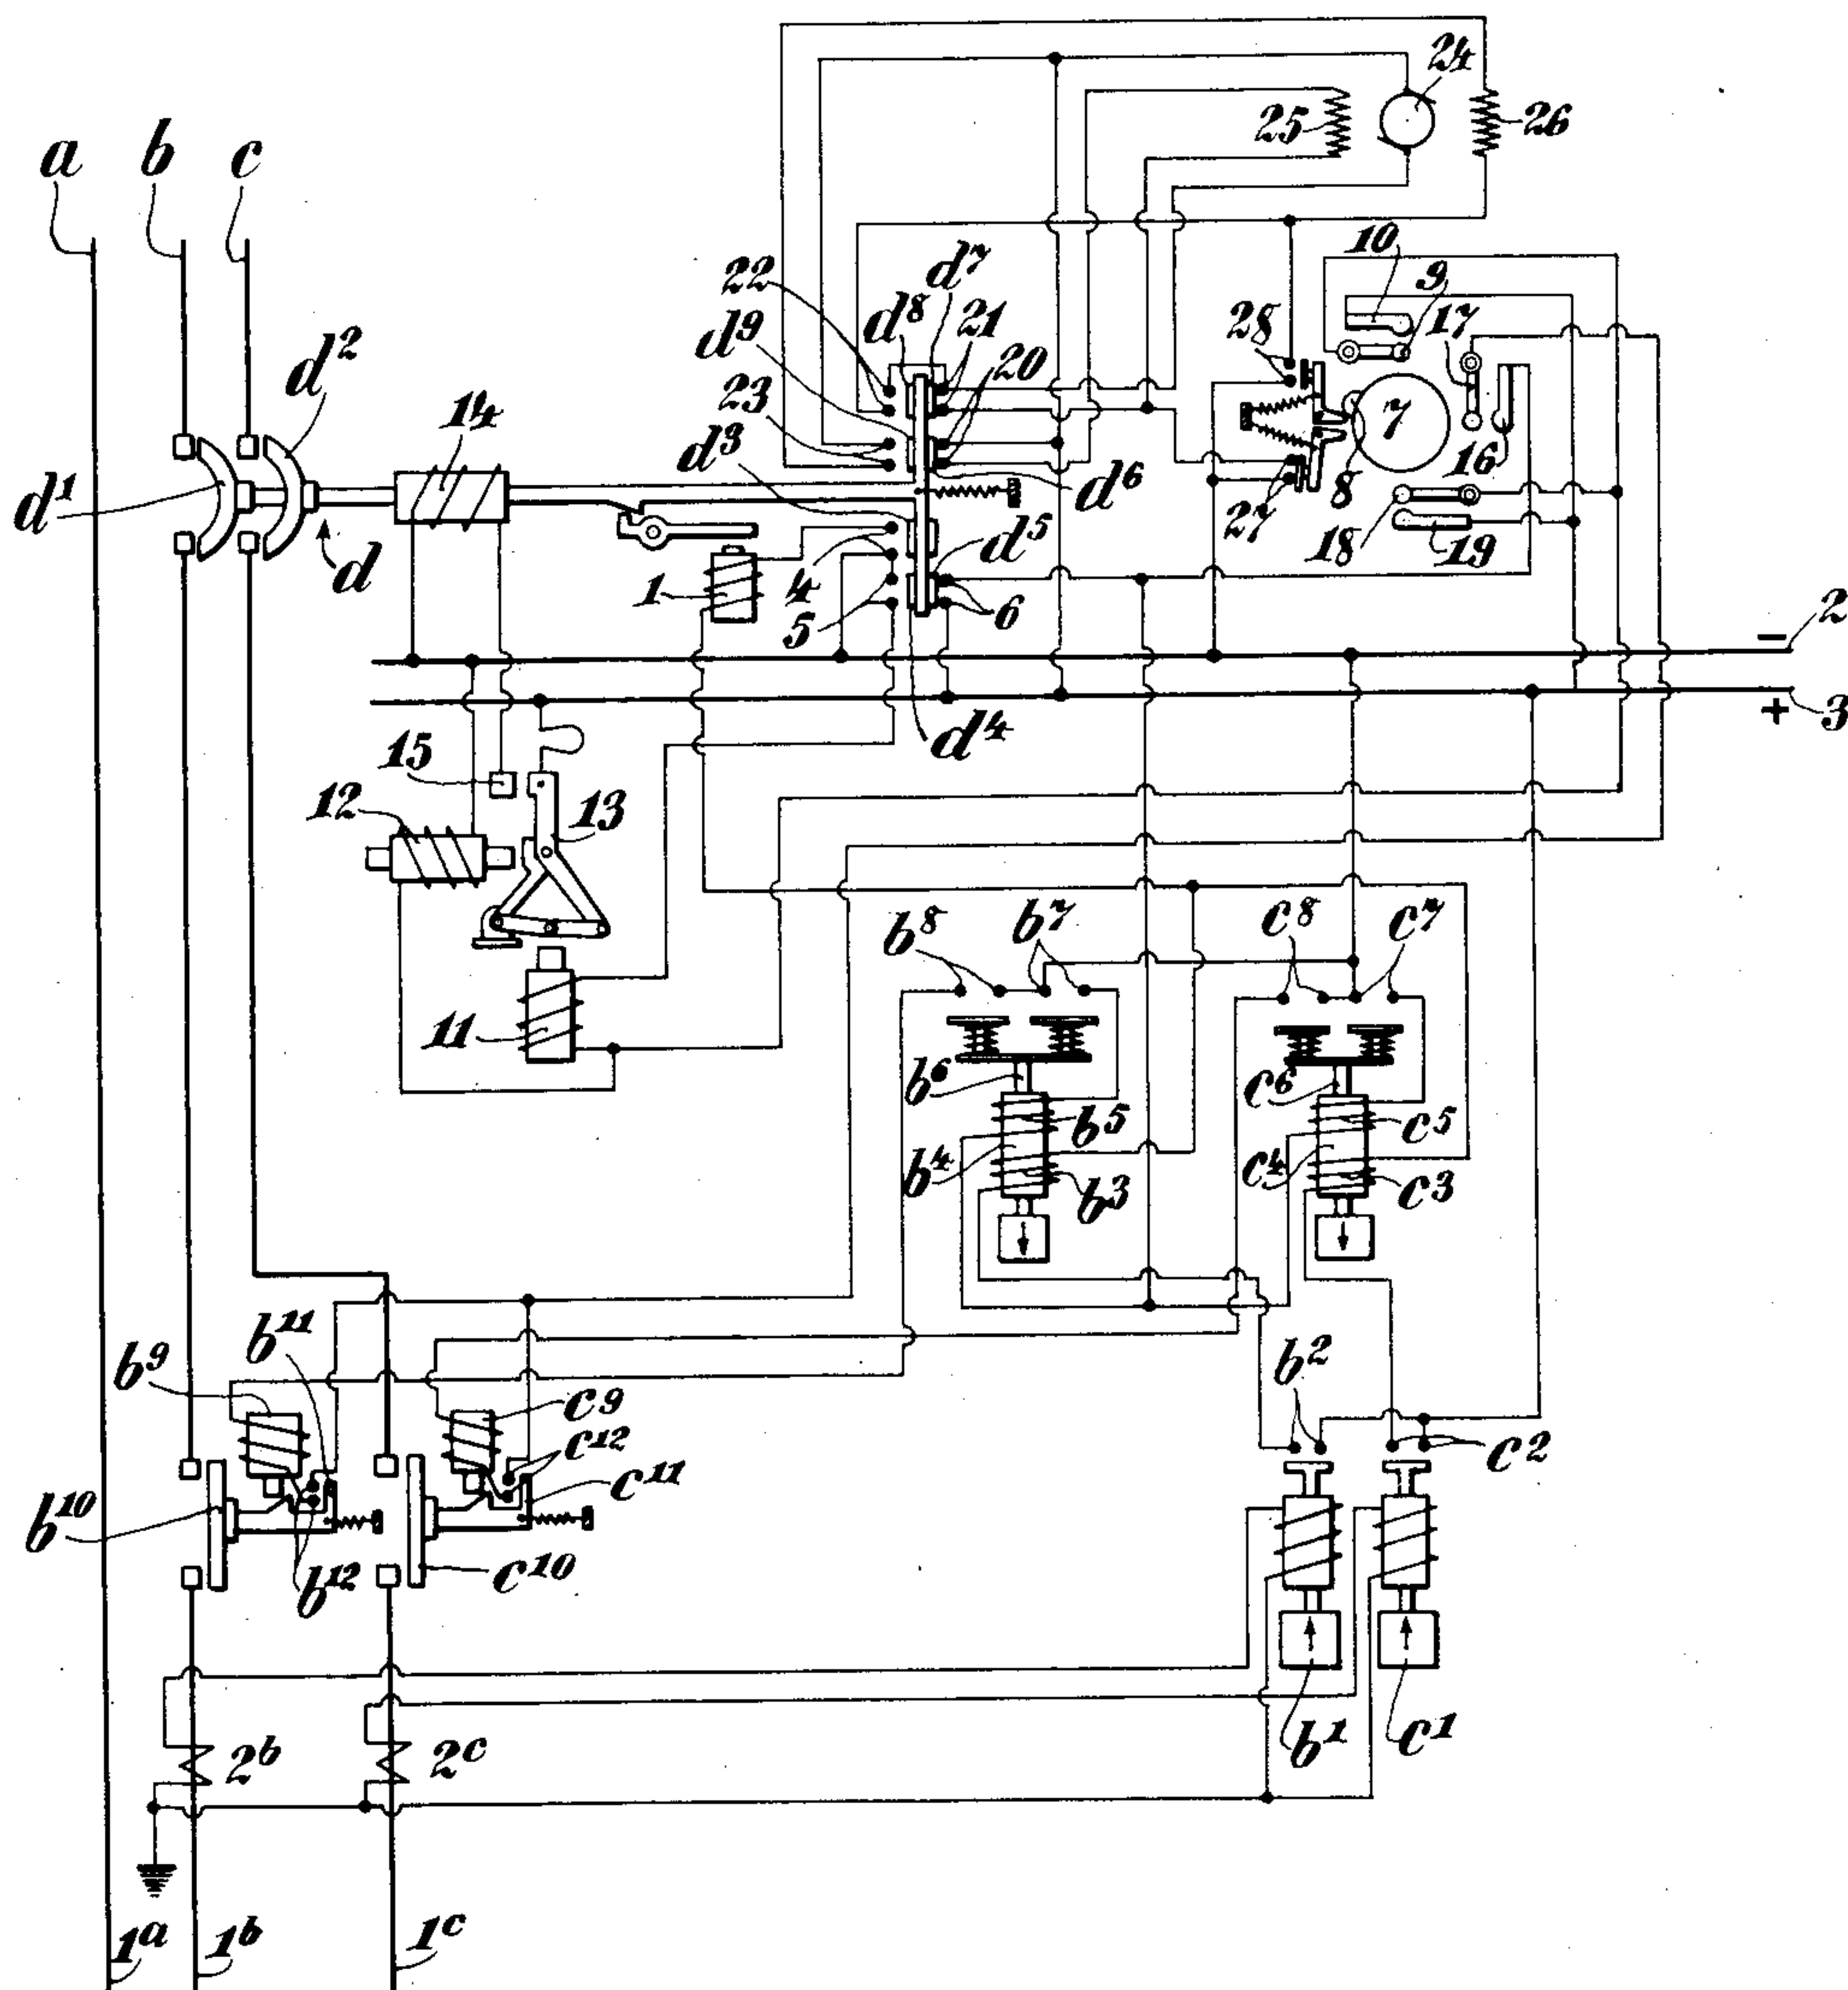 24
25
26
a
b
c
10
9
d⁷
22
d⁸
21
28
17
d⁹
20
d²
23
14
d³
7
16
d¹
d⁶
8
27
d
d⁵
18
19
1
4
6
5
2
−
3
+
d⁴
15
12
13
b⁸
b⁷
c⁸
c⁷
11
b⁶
c⁶
b⁵
c⁵
b⁴
c⁴
b³
c³
b¹¹
b²
b⁹
c⁹
c¹²
c²
c¹¹
b¹⁰
c¹⁰
b¹²
b¹
c¹
2ᵇ
2ᶜ
1ᵃ
1ᵇ
1ᶜ